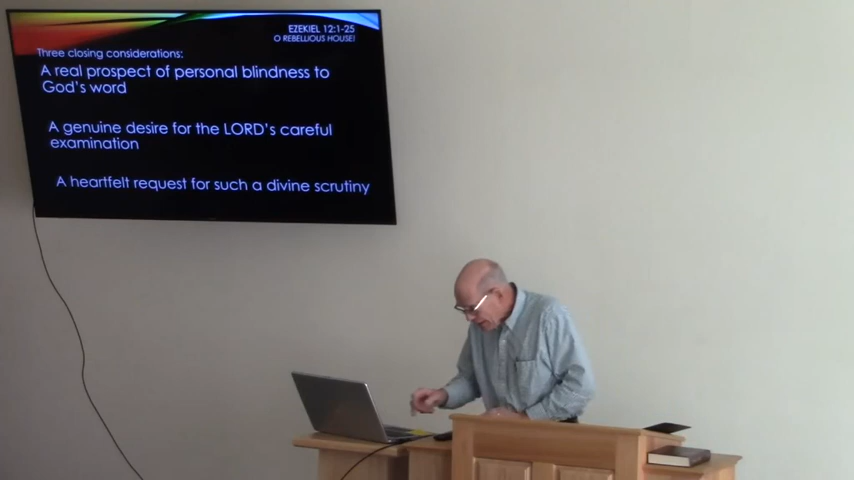 EZEKIEL 12:1-25
O REBELLIOUS HOUSE!
Three closing considerations:
A real prospect of personal blindness to
God's word
A genuine desire for the LORD's careful
examination
A heartfelt request for such a divine scrutiny